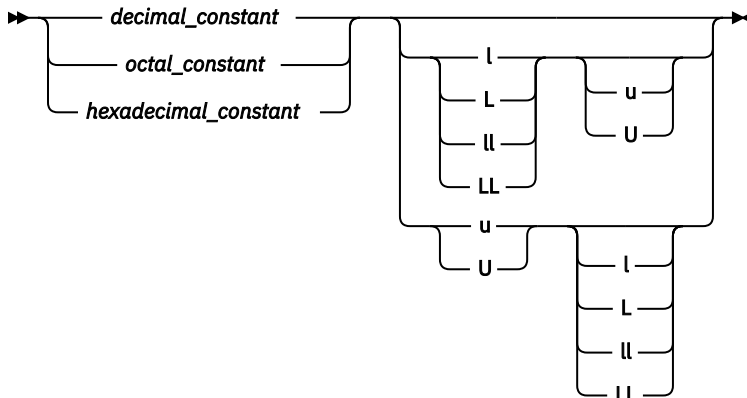 decimal_constant
octal_constant
hexadecimal_constant
l
L
ll
LL
u
U
u
U
l
L
ll